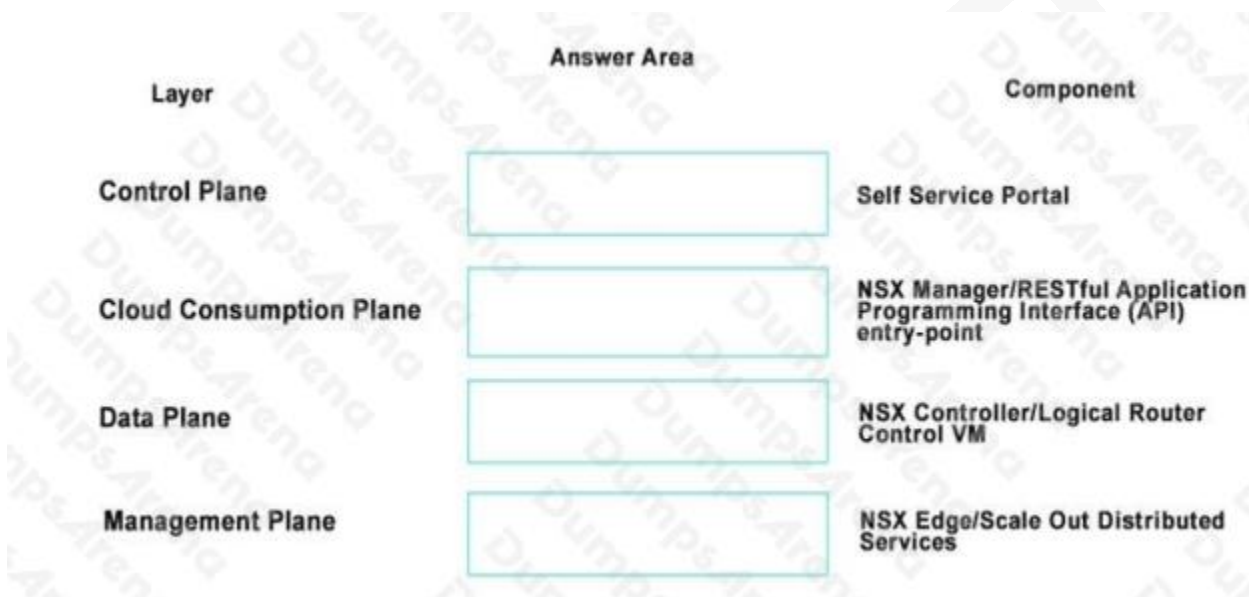 Answer Area
Layer
Component
Control Plane
Self Service Portal
Cloud Consumption Plane
NSX Manager/RESTful Application
Programming Interface (API)
entry-point
Data Plane
NSX Controller/Logical Router
Control VM
Management Plane
NSX Edge/Scale Out Distributed
Services
DumpsArena